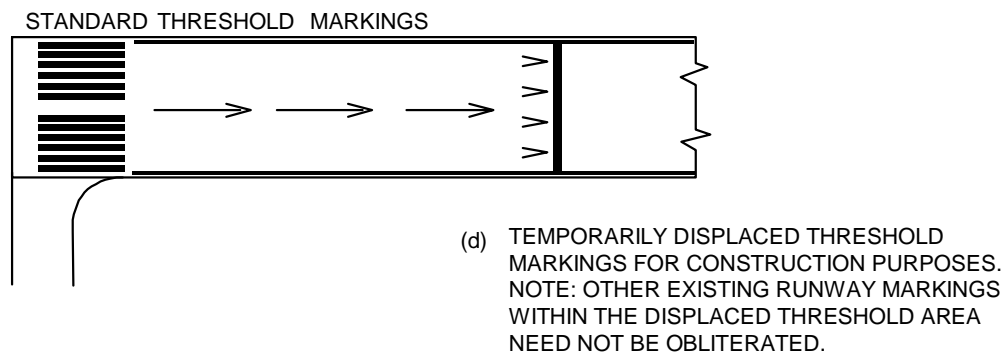 STANDARD THRESHOLD MARKINGS
(d) TEMPORARILY DISPLACED THRESHOLD
MARKINGS FOR CONSTRUCTION PURPOSES.
NOTE: OTHER EXISTING RUNWAY MARKINGS
WITHIN THE DISPLACED THRESHOLD AREA
NEED NOT BE OBLITERATED.